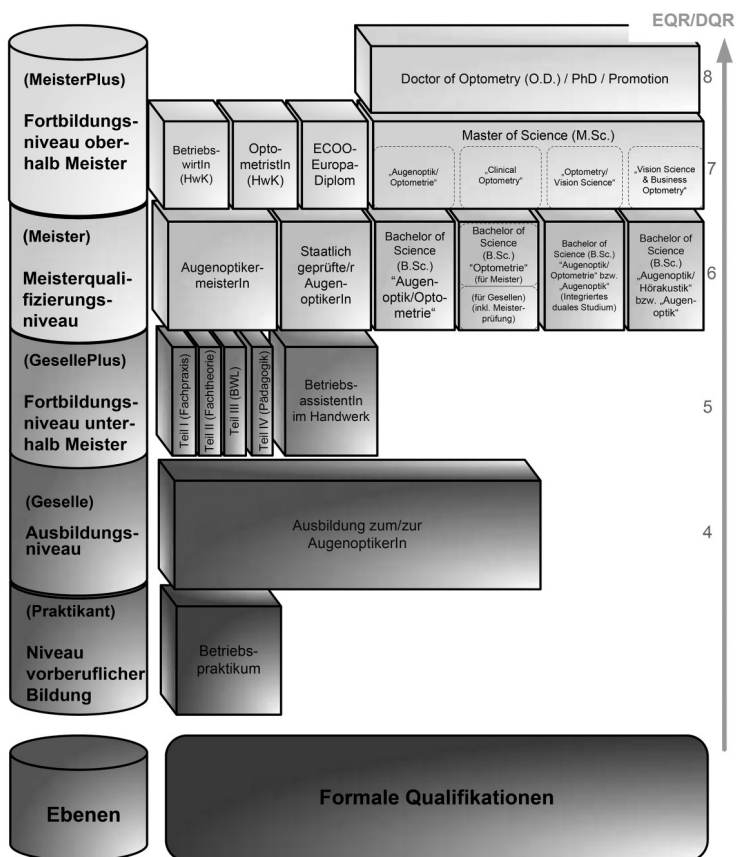 EQR/DQR
(MeisterPlus)
Fortbildungs-
niveau ober-
halb Meister
Doctor of Optometry (O.D.) / PhD / Promotion
8
Betriebs-
wirtIn
(HwK)
Opto-
metristIn
(HwK)
ECOO-
Europa-
Diplom
Master of Science (M.Sc.)
„Augenoptik/
Optometrie“
„Clinical
Optometry“
„Optometry/
Vision Science“
„Vision Science
& Business
Optometry“
7
(Meister)
Meisterquali-
fizierungs-
niveau
Augenoptiker-
meisterIn
Staatlich
geprüfte/r
Augen-
optikerIn
Bachelor of
Science
(B.Sc.)
“Augen-
optik/Opto-
metrie“
Bachelor of
Science
(B.Sc.)
"Optometrie“
(für Meister)
(für Gesellen)
(inkl. Meister-
prüfung)
Bachelor of
Science (B.Sc.)
"Augenoptik/
Optometrie“ bzw.
„Augenoptik“
(Integriertes
duales Studium)
Bachelor of
Science
(B.Sc.)
„Augenoptik/
Hörakustik“
bzw. „Augen-
optik“
6
(GesellePlus)
Fortbildungs-
niveau unter-
halb Meister
Teil I (Fachpraxis)
Teil II (Fachtheorie)
Teil III (BWL)
Teil IV (Pädagogik)
Betriebs-
assistentIn
im Handwerk
5
(Geselle)
Ausbildungs-
niveau
Ausbildung zum/zur
AugenoptikerIn
4
(Praktikant)
Niveau
vorberuflicher
Bildung
Betriebs-
praktikum
Ebenen
Formale Qualifikationen